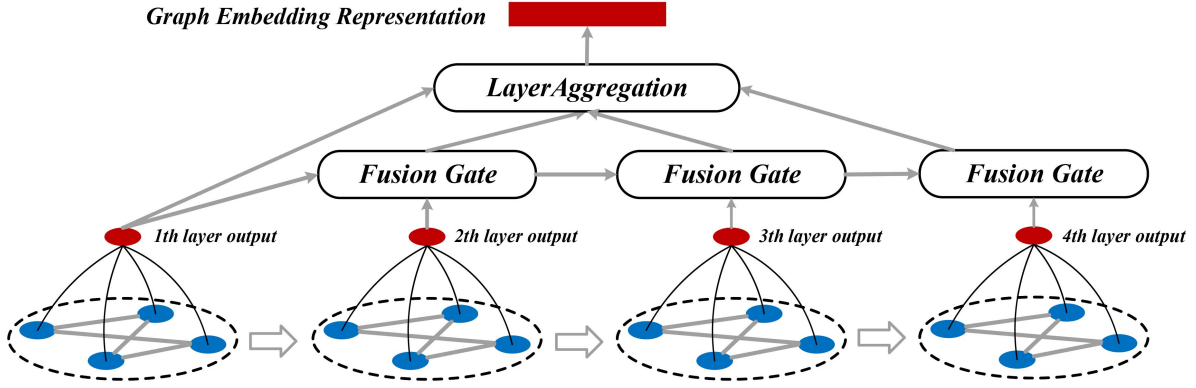 Graph Embedding Representation
LayerAggregation
Fusion Gate
Fusion Gate
Fusion Gate
1th layer output
2th layer output
3th layer output
4th layer output